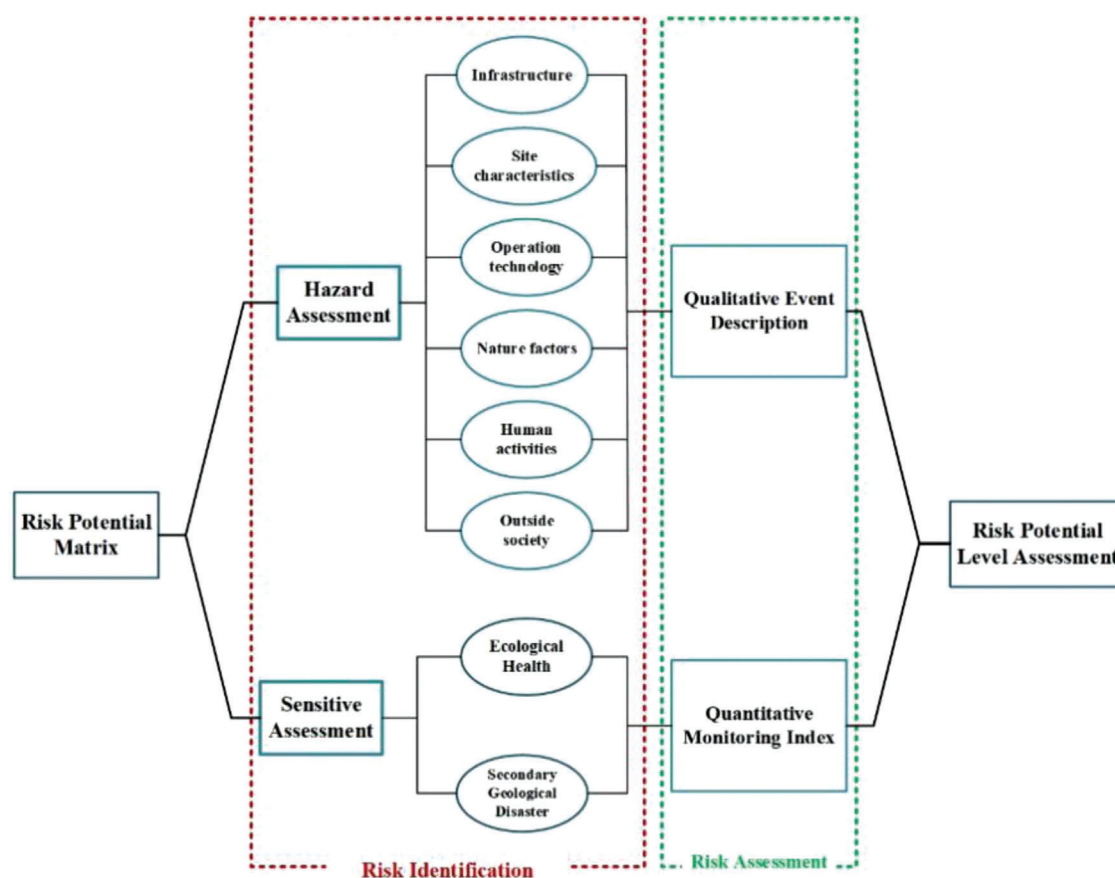 Risk Potential
Matrix
Hazard
Assessment
Sensitive
Assessment
Infrastructure
Site
characteristics
Operation
technology
Nature factors
Human
activities
Outside
society
Ecological
Health
Secondary
Geological
Disaster
Risk Identification
Qualitative Event
Description
Quantitative
Monitoring Index
Risk Assessment
Risk Potential
Level Assessment